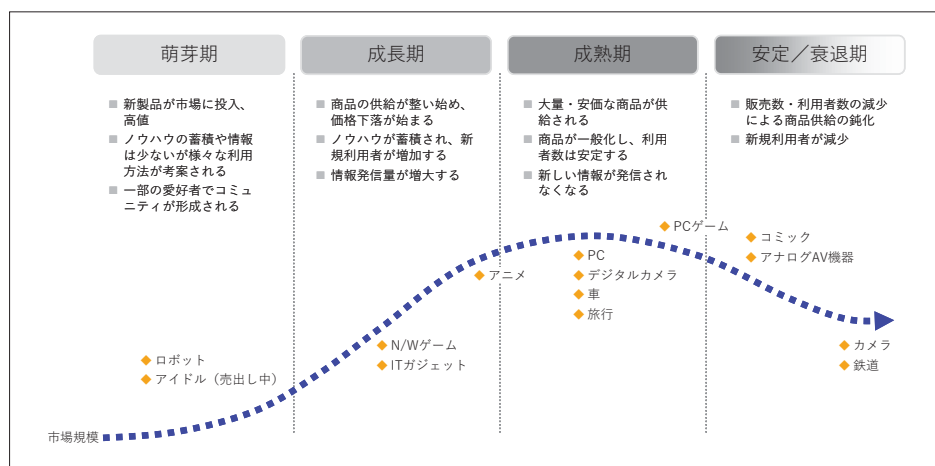 萌芽期
成長期
成熟期
安定／衰退期
■ 新製品が市場に投入、
高値
■ ノウハウの蓄積や情報
は少ないが様々な利用
方法が考案される
■ 一部の愛好者でコミュ
ニティが形成される
■ 商品の供給が整い始め、
価格下落が始まる
■ ノウハウが蓄積され、新
規利用者が増加する
■ 情報発信量が増大する
■ 大量・安価な商品が供
給される
■ 商品が一般化し、利用
者数は安定する
■ 新しい情報が発信され
なくなる
■ 販売数・利用者数の減少
による商品供給の鈍化
■ 新規利用者が減少
◆ ロボット
◆ アイドル（売出し中）
◆ N/Wゲーム
◆ ITガジェット
◆ アニメ
◆ PC
◆ デジタルカメラ
◆ 車
◆ 旅行
◆ PCゲーム
◆ コミック
◆ アナログAV機器
◆ カメラ
◆ 鉄道
市場規模